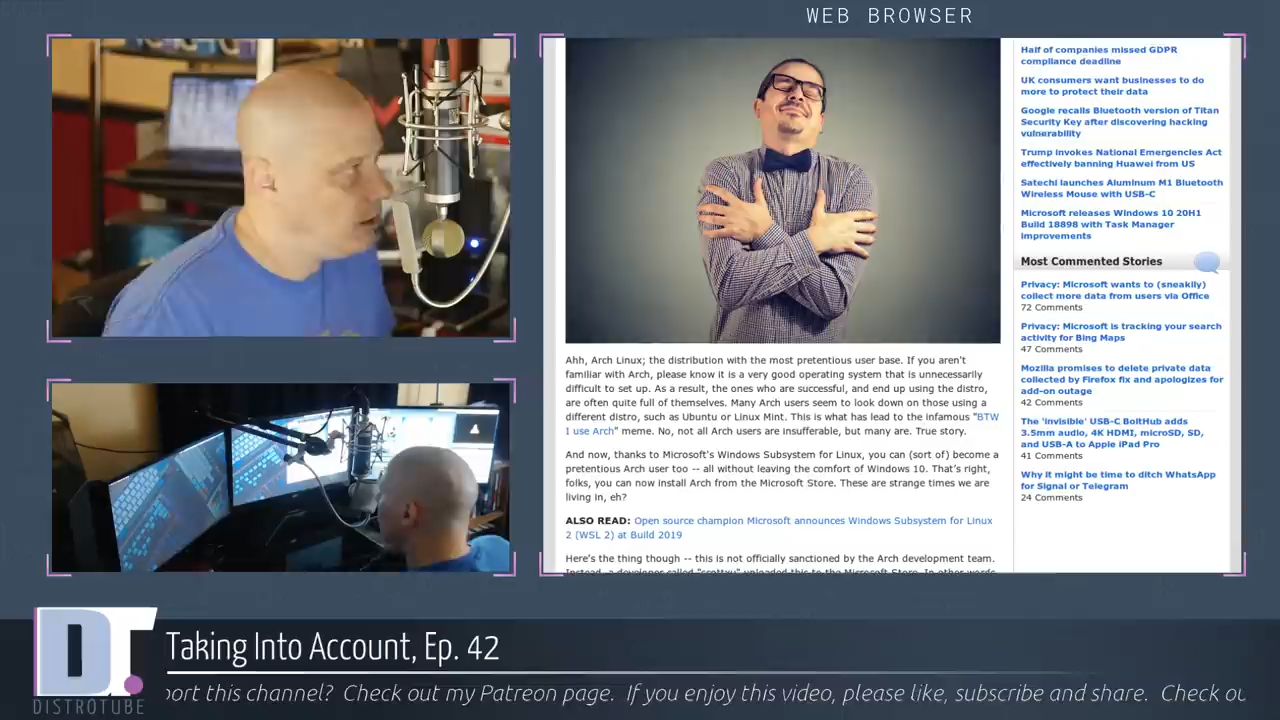 WEB BROWSER
Ahh, Arch Linux; the distribution with the most pretentious user base. If you aren't
familiar with Arch, please know it is a very good operating system that is unnecessarily
difficult to set up. As a result, the ones who are successful, and end up using the distro,
are often quite full of themselves. Many Arch users seem to look down on those using a
different distro, such as Ubuntu or Linux Mint. This is what has lead to the infamous "BTW
I use Arch" meme. No, not all Arch users are insufferable, but many are. True story.
And now, thanks to Microsoft's Windows Subsystem for Linux, you can (sort of) become a
pretentious Arch user too -- all without leaving the comfort of Windows 10. That's right,
folks, you can now install Arch from the Microsoft Store. These are strange times we are
living in, eh?
ALSO READ: Open source champion Microsoft announces Windows Subsystem for Linux
2 (WSL 2) at Build 2019
Here's the thing though -- this is not officially sanctioned by the Arch development team.
Instead, a developer called "scottxu" uploaded this to the Microsoft Store. In other words
Half of companies missed GDPR
compliance deadline
UK consumers want businesses to do
more to protect their data
Google recalls Bluetooth version of Titan
Security Key after discovering hacking
vulnerability
Trump invokes National Emergencies Act
effectively banning Huawei from US
Satechi launches Aluminum M1 Bluetooth
Wireless Mouse with USB-C
Microsoft releases Windows 10 20H1
Build 18898 with Task Manager
improvements
Most Commented Stories
Privacy: Microsoft wants to (sneakily)
collect more data from users via Office
72 Comments
Privacy: Microsoft is tracking your search
activity for Bing Maps
47 Comments
Mozilla promises to delete private data
collected by Firefox fix and apologizes for
add-on outage
42 Comments
The 'invisible' USB-C BoltHub adds
3.5mm audio, 4K HDMI, microSD, SD,
and USB-A to Apple iPad Pro
41 Comments
Why it might be time to ditch WhatsApp
for Signal or Telegram
24 Comments
DT
DISTROTUBE
Taking Into Account, Ep. 42
port this channel? Check out my Patreon page. If you enjoy this video, please like, subscribe and share. Check ou